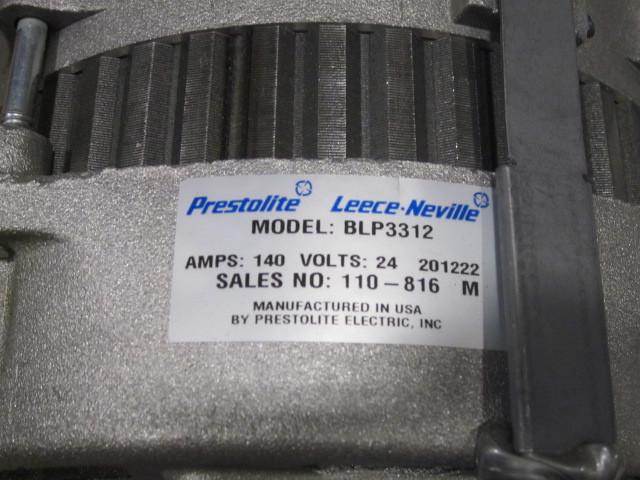 Prestolite Leece-Neville
MODEL: BLP3312
AMPS: 140 VOLTS: 24 201222
SALES NO: 110-816 M
MANUFACTURED IN USA
BY PRESTOLITE ELECTRIC, INC